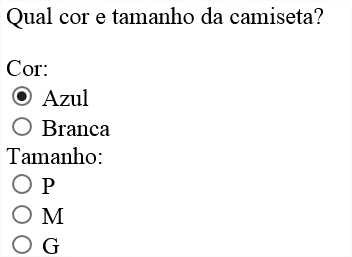 Qual cor e tamanho da camiseta?
Cor:
Azul
Branca
Tamanho:
P
M
G